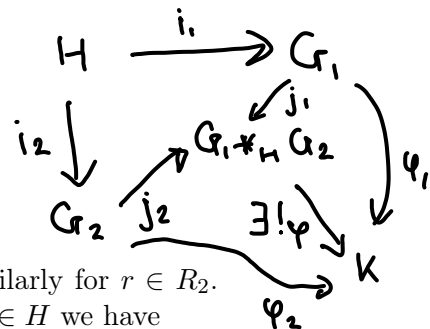 i₁
H G₁
j₁
i₂ G₁ *_H G₂ φ₁
G₂ j₂ ∃!φ
K
ilarly for r ∈ R₂.
φ₂
∈ H we have